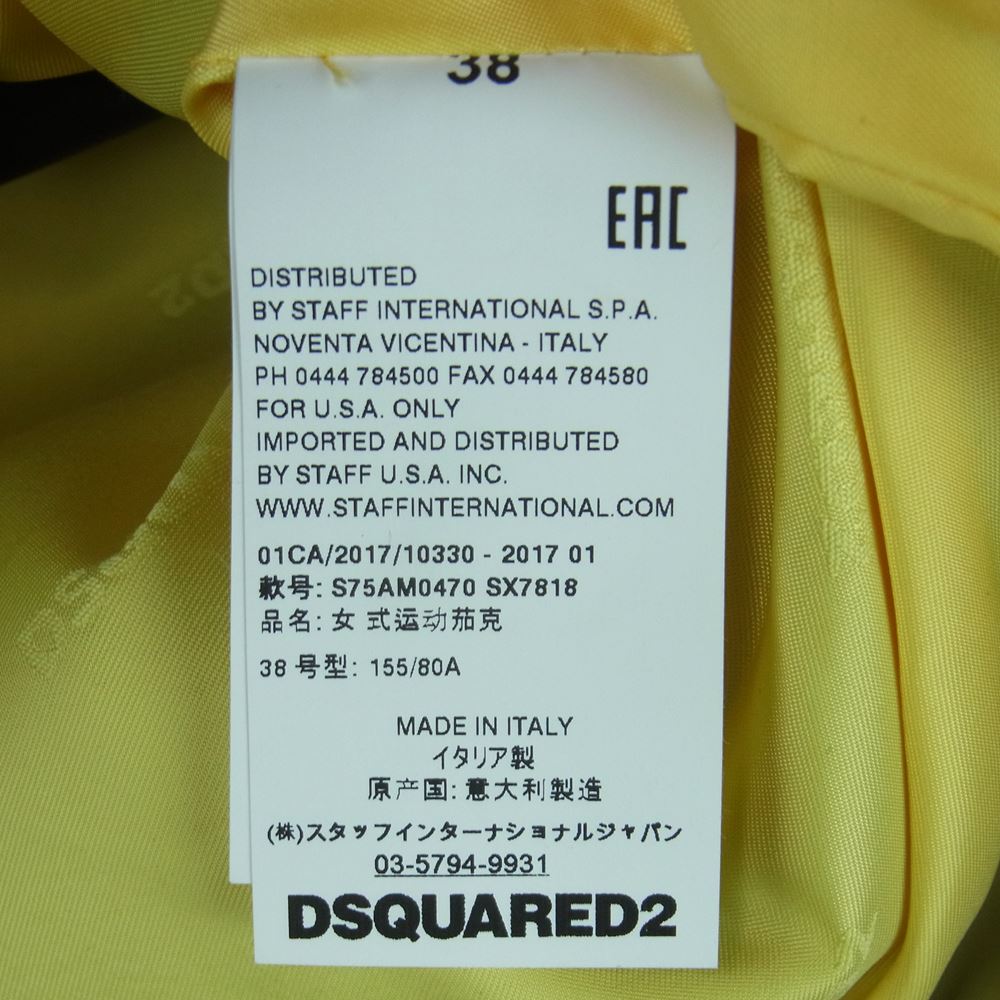 38
EAC
DISTRIBUTED
BY STAFF INTERNATIONAL S.P.A.
NOVENTA VICENTINA - ITALY
PH 0444 784500 FAX 0444 784580
FOR U.S.A. ONLY
IMPORTED AND DISTRIBUTED
BY STAFF U.S.A. INC.
WWW.STAFFINTERNATIONAL.COM
01CA/2017/10330 - 2017 01
款号: S75AM0470 SX7818
品名: 女 式运动茄克
38 号型: 155/80A
MADE IN ITALY
イタリア製
原产国: 意大利製造
(株)スタッフインターナショナルジャパン
03-5794-9931
DSQUARED2